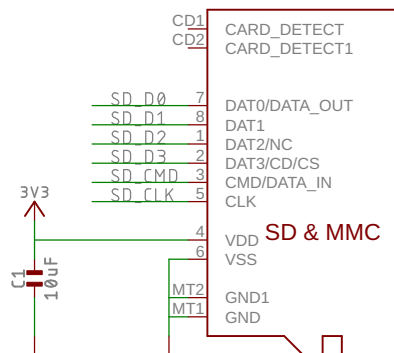 CD1 CARD_DETECT
CD2 CARD_DETECT1
SD_D0 7 DAT0/DATA_OUT
SD_D1 8 DAT1
SD_D2 1 DAT2/NC
SD_D3 2 DAT3/CD/CS
SD_CMD 3 CMD/DATA_IN
SD_CLK 5 CLK
3V3
4 VDD
SD & MMC
6 VSS
C1
10uF
MT2 GND1
MT1 GND